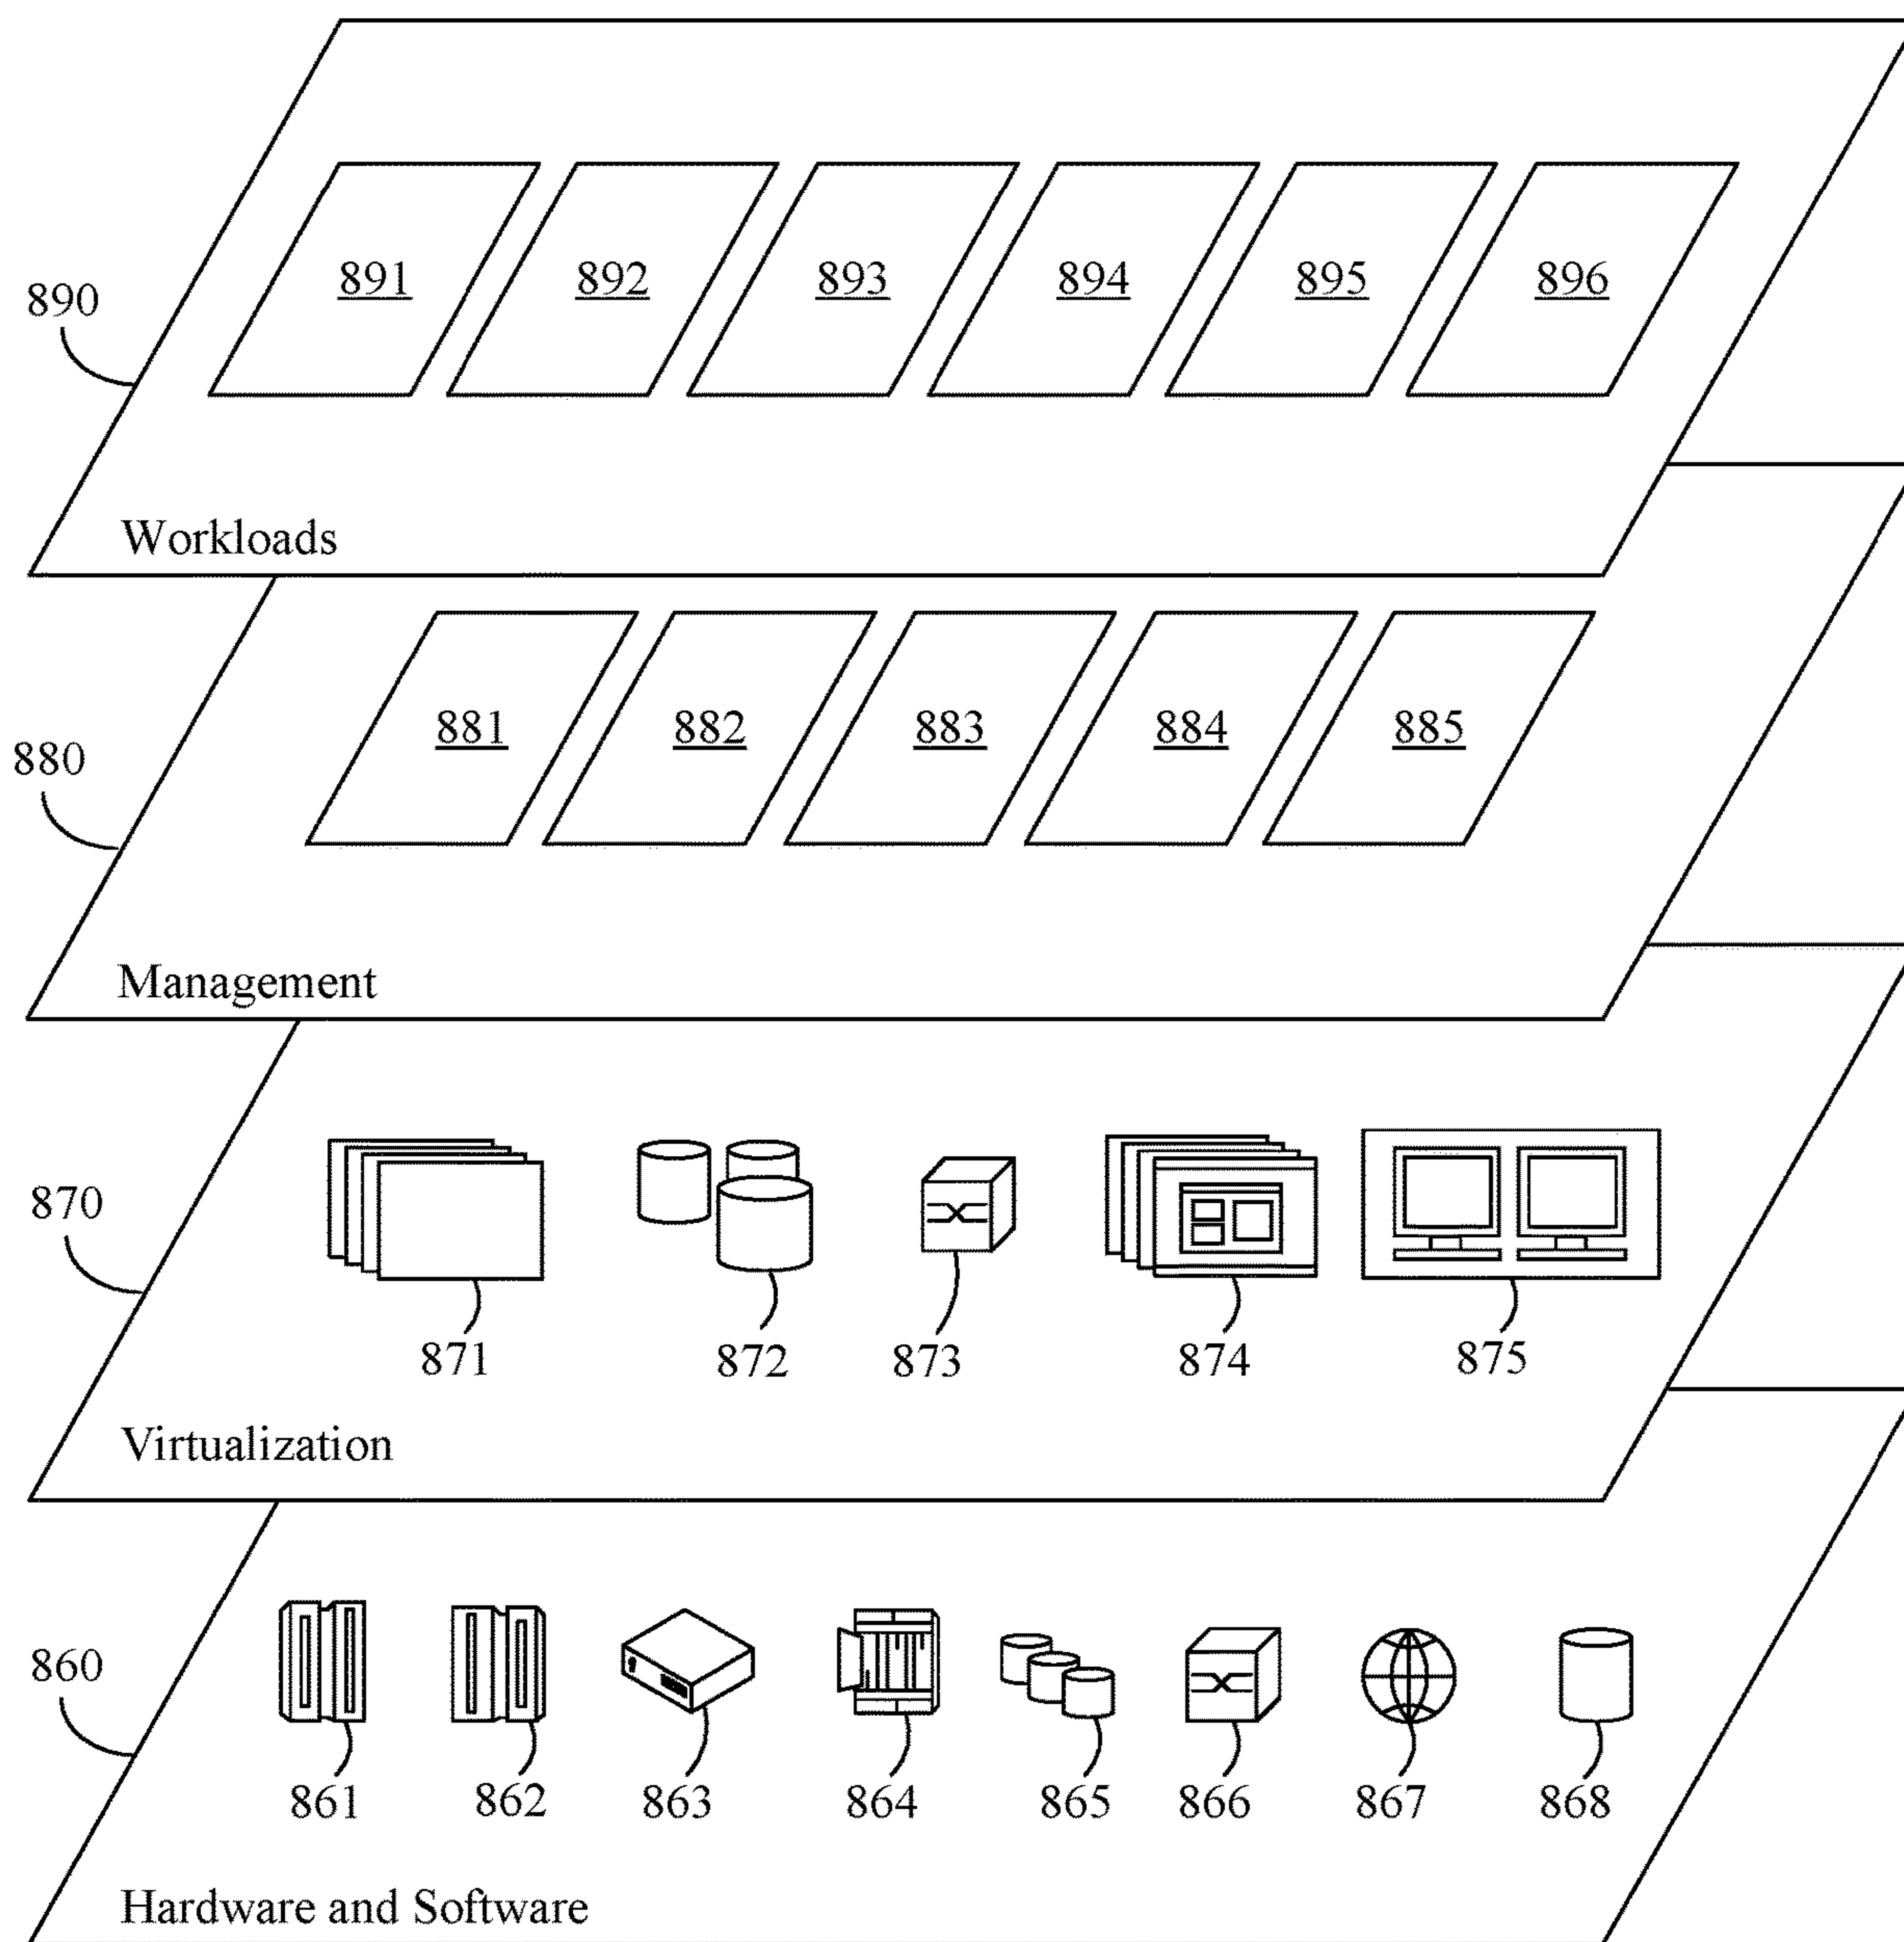 891 892 893 894 895 896
890
Workloads
881 882 883 884 885
880
Management
870
871 872 873 874 875
Virtualization
860
861 862 863 864 865 866 867 868
Hardware and Software